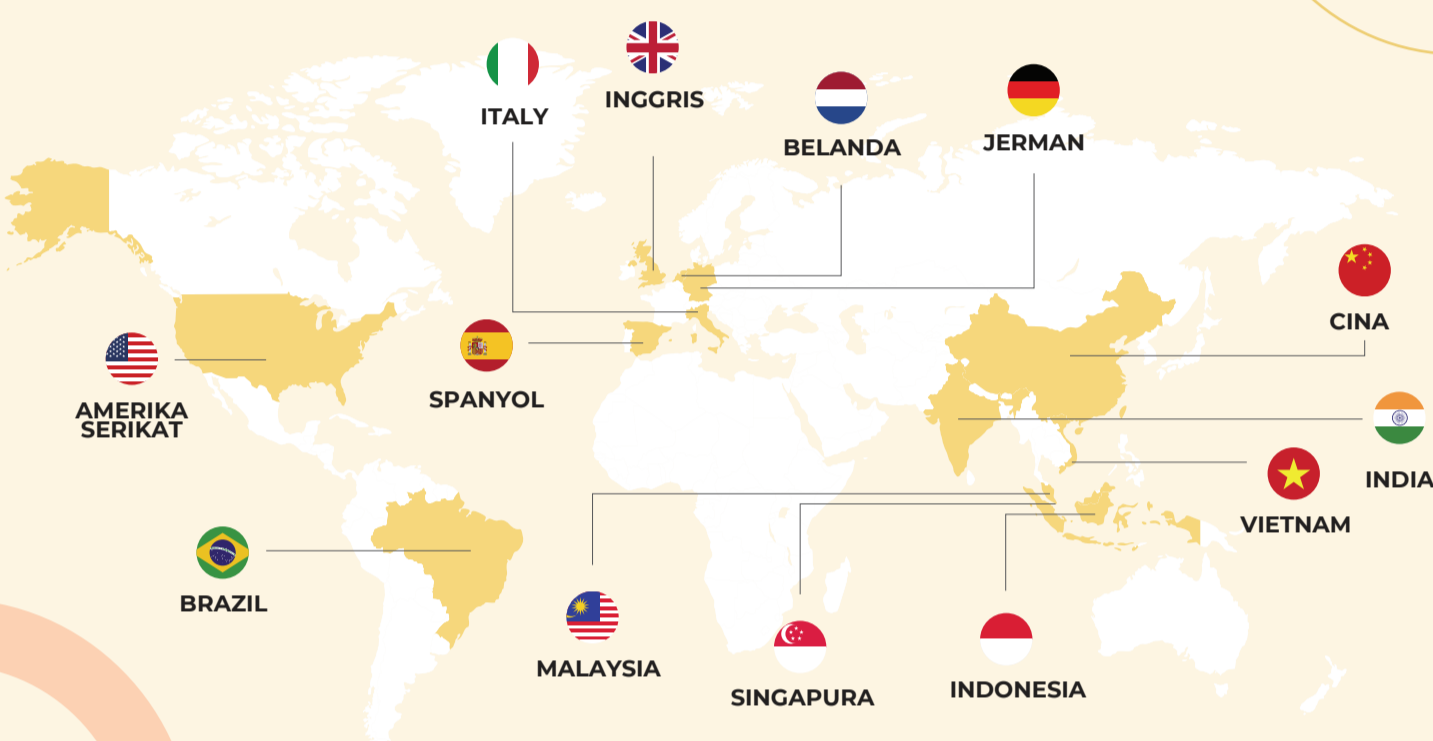 INGGRIS
ITALY
BELANDA
JERMAN
CINA
SPANYOL
AMERIKA
SERIKAT
INDIA
VIETNAM
BRAZIL
MALAYSIA
SINGAPURA
INDONESIA